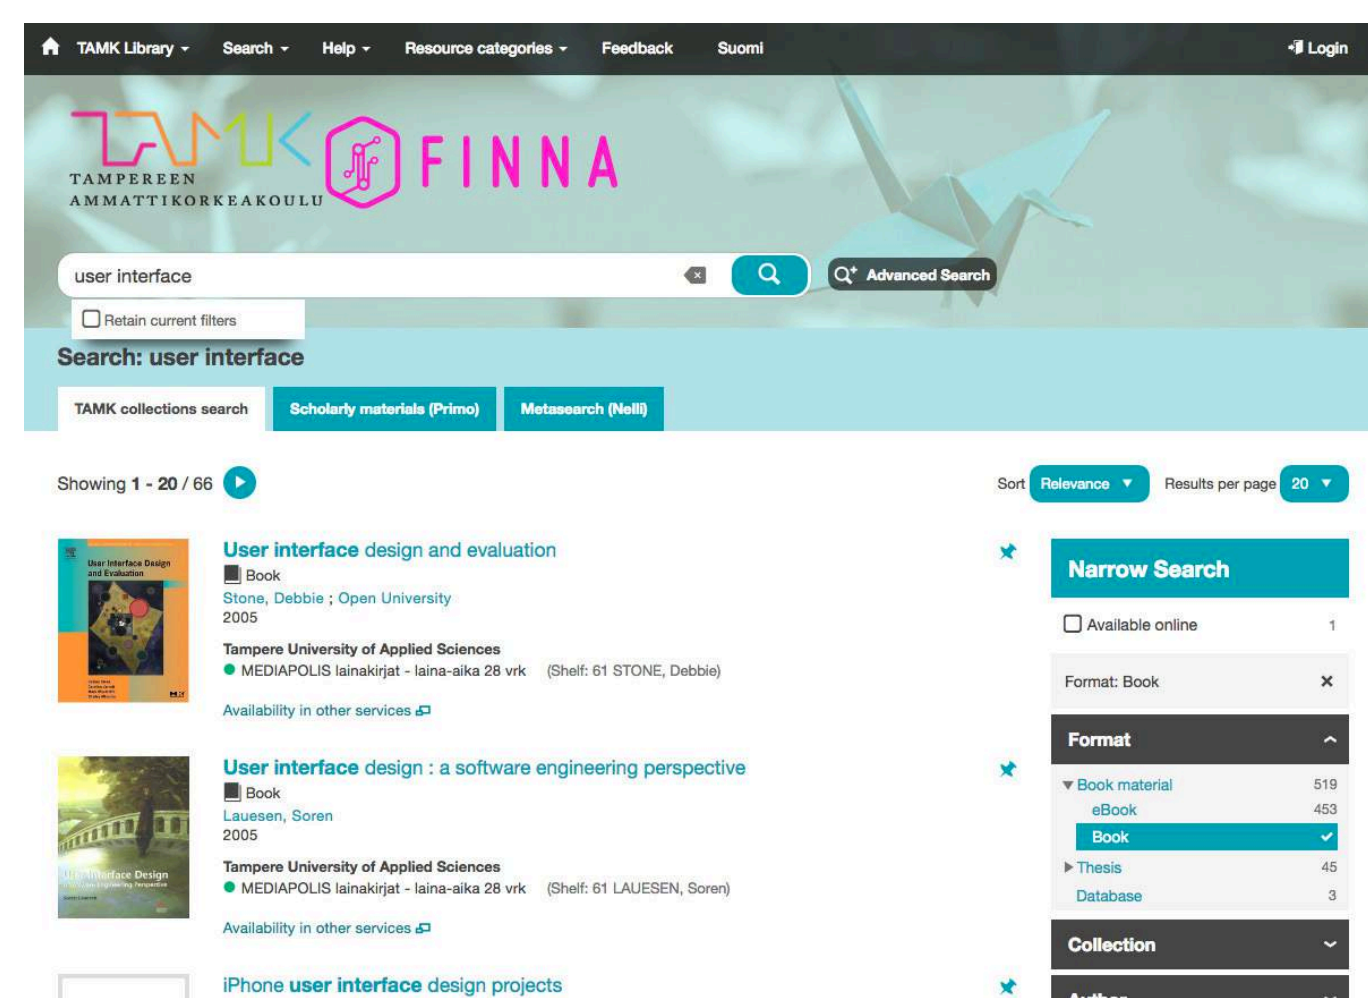 TAMK Library Search Help Resource categories Feedback Suomi Login
TAMK FINNA
TAMPEREEN
AMMATTIKORKEAKOULU
user interface
Advanced Search
Retain current filters
Search: user interface
TAMK collections search Scholarly materials (Primo) Metasearch (Nelli)
Showing 1 - 20 / 66
Sort Relevance Results per page 20
User Interface Design
and Evaluation
User interface design and evaluation
Book
Stone, Debbie ; Open University
2005
Tampere University of Applied Sciences
MEDIAPOLIS lainakirjat - laina-aika 28 vrk (Shelf: 61 STONE, Debbie)
Availability in other services
User Interface Design
User interface design : a software engineering perspective
Book
Lauesen, Soren
2005
Tampere University of Applied Sciences
MEDIAPOLIS lainakirjat - laina-aika 28 vrk (Shelf: 61 LAUESEN, Soren)
Availability in other services
iPhone user interface design projects
Narrow Search
Available online 1
Format: Book
Format
Book material 519
eBook 453
Book
Thesis 45
Database 3
Collection
Author